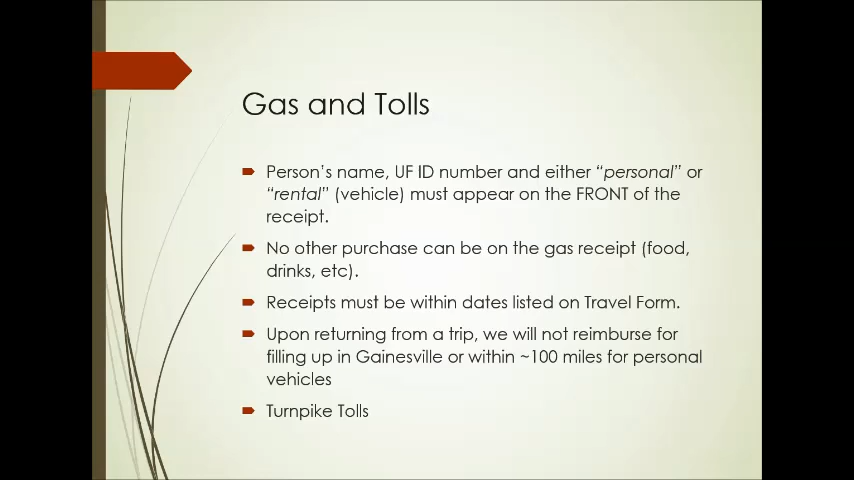 Gas and Tolls
Person's name, UF ID number and either “personal” or
“rental” (vehicle) must appear on the FRONT of the
receipt.
No other purchase can be on the gas receipt (food,
drinks, etc).
Receipts must be within dates listed on Travel Form.
Upon returning from a trip, we will not reimburse for
filling up in Gainesville or within ~100 miles for personal
vehicles
Turnpike Tolls